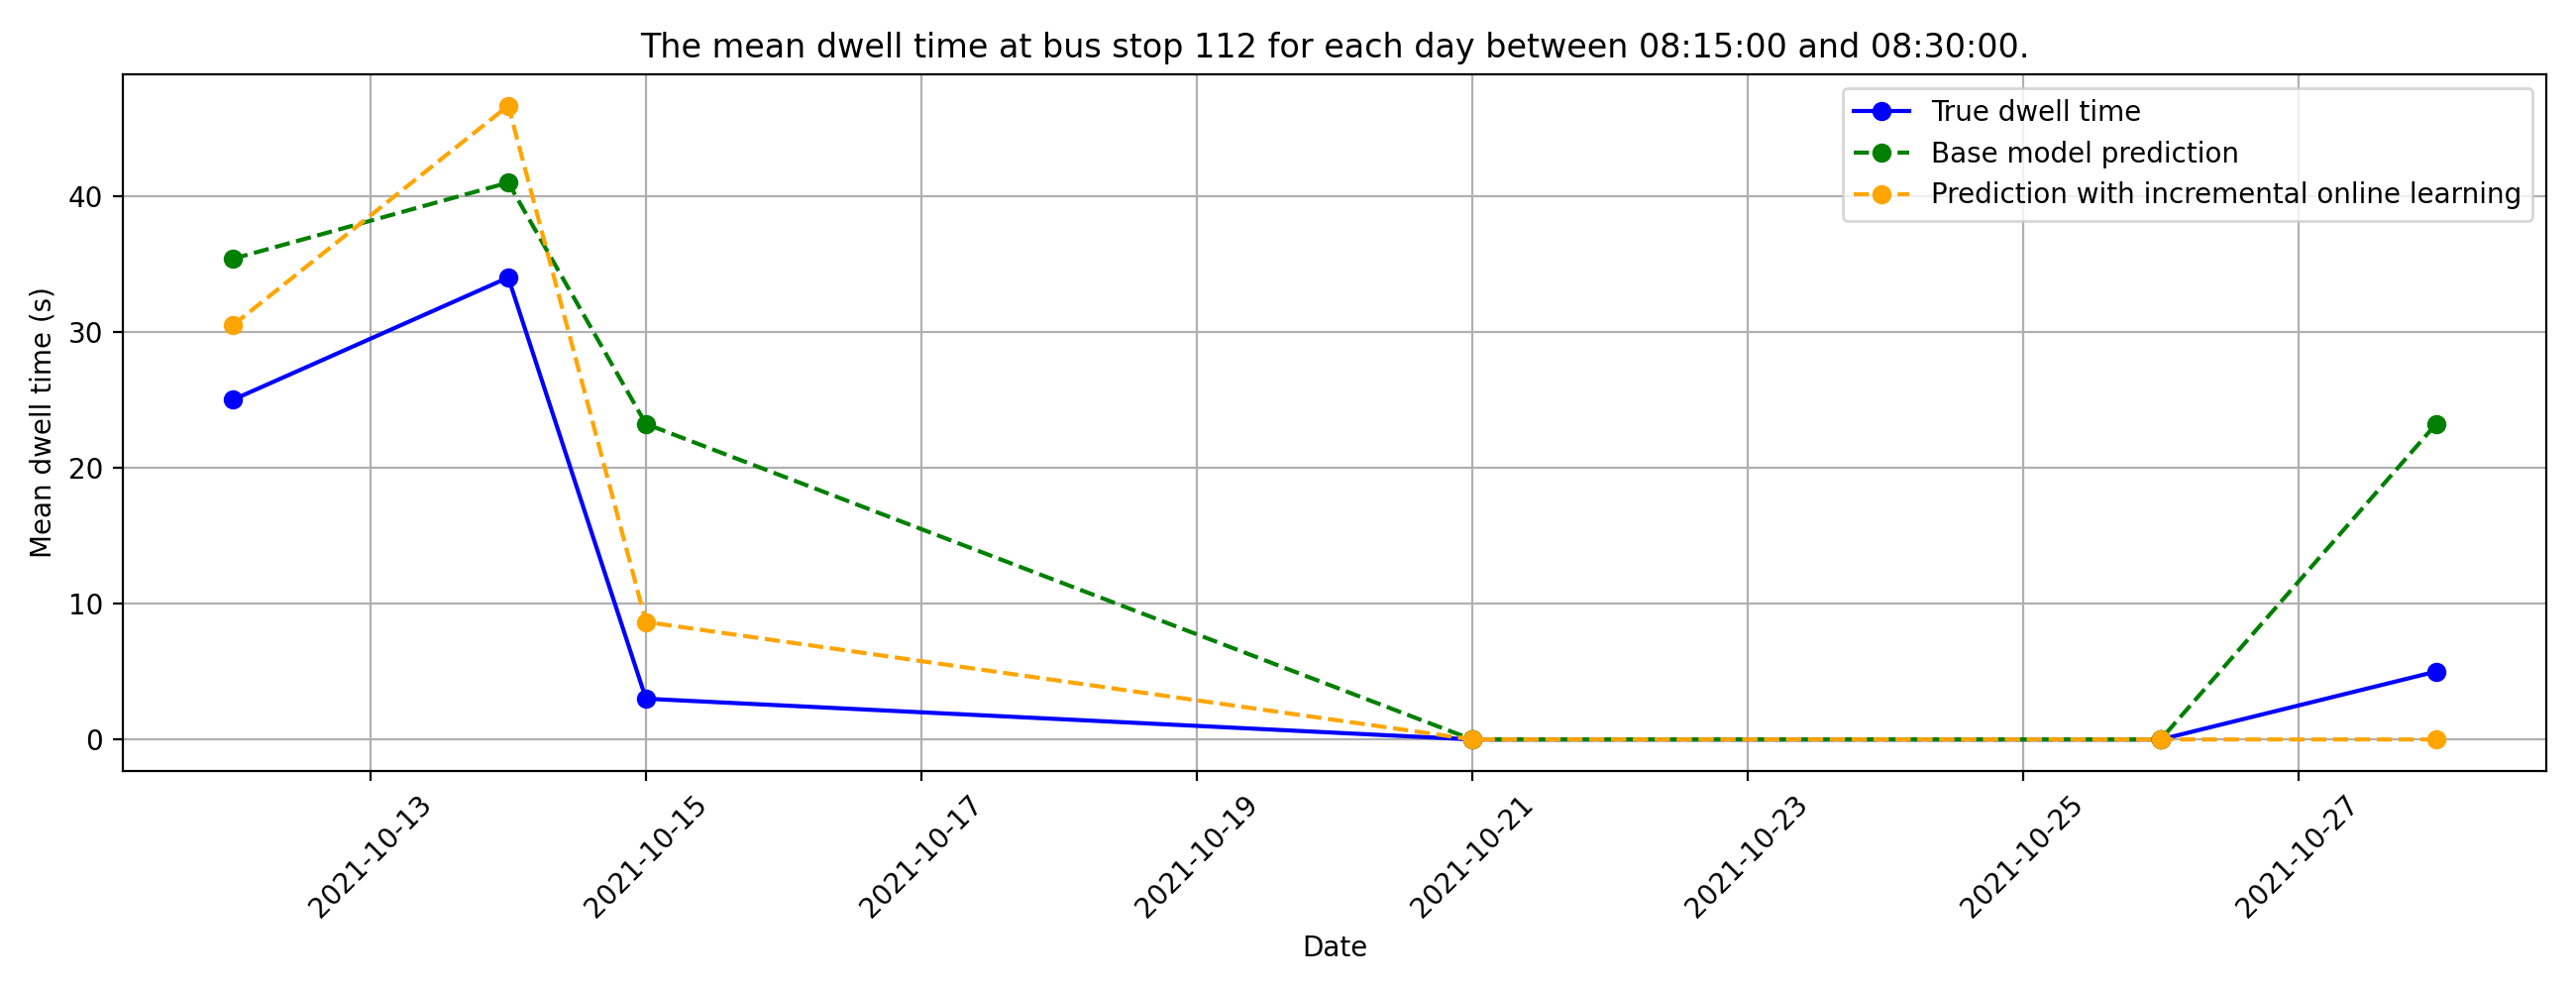 The mean dwell time at bus stop 112 for each day between 08:15:00 and 08:30:00.
True dwell time
Base model prediction
Prediction with incremental online learning
Mean dwell time (s)
40
30
20
10
0
2021-10-13
2021-10-15
2021-10-17
2021-10-19
2021-10-21
2021-10-23
2021-10-25
2021-10-27
Date